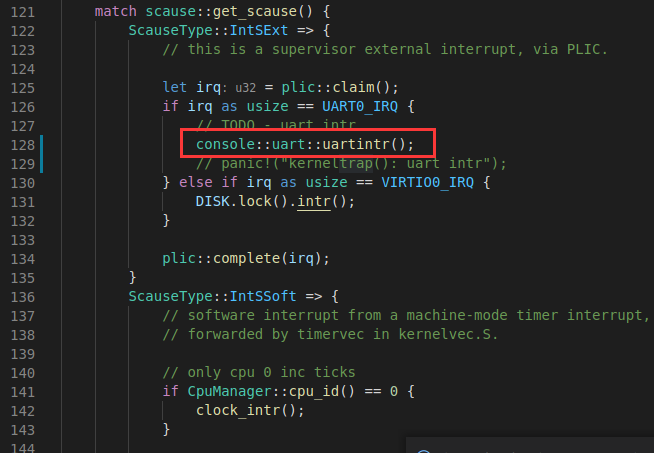 121 match scause::get_scause() {
122 ScauseType::IntSExt => {
123 // this is a supervisor external interrupt, via PLIC.
124
125 let irq: u32 = plic::claim();
126 if irq as usize == UART0_IRQ {
127 // TODO - uart intr
128 console::uart::uartintr();
129 // panic!("kerneltrap(): uart intr");
130 } else if irq as usize == VIRTIO0_IRQ {
131 DISK.lock().intr();
132 }
133
134 plic::complete(irq);
135 }
136 ScauseType::IntSSoft => {
137 // software interrupt from a machine-mode timer interrupt,
138 // forwarded by timervec in kernelvec.S.
139
140 // only cpu 0 inc ticks
141 if CpuManager::cpu_id() == 0 {
142 clock_intr();
143 }
144